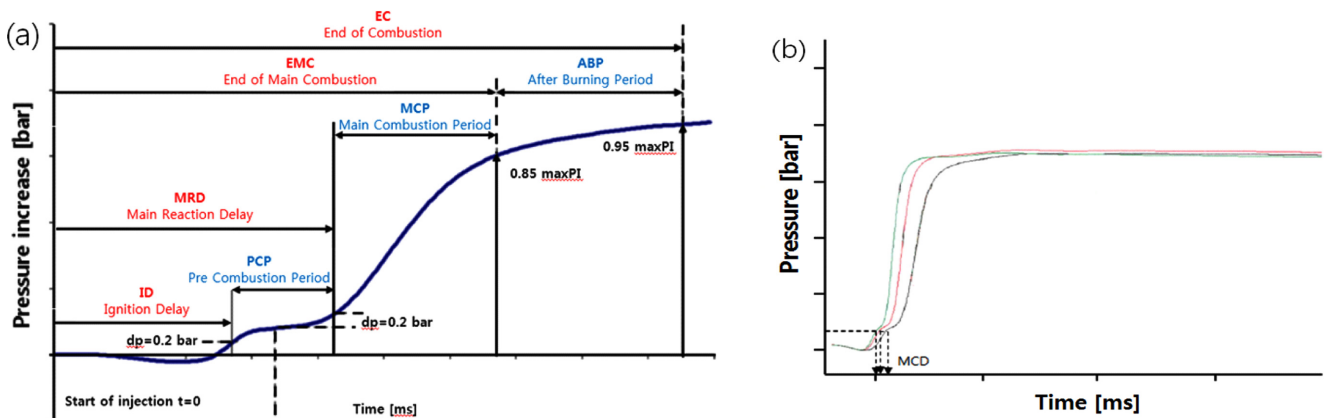 (a)
EC
End of Combustion
EMC
End of Main Combustion
ABP
After Burning Period
MCP
Main Combustion Period
0.95 maxPI
0.85 maxPI
MRD
Main Reaction Delay
PCP
Pre Combustion Period
ID
Ignition Delay
dp=0.2 bar
dp=0.2 bar
Pressure increase [bar]
Start of injection t=0
Time [ms]
(b)
Pressure [bar]
MCD
Time [ms]